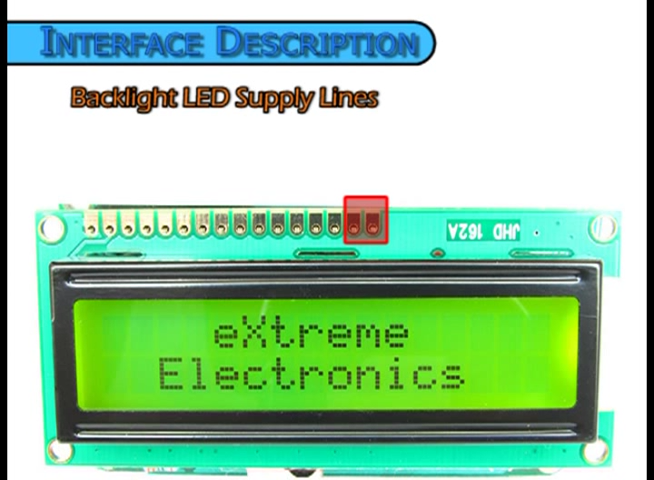 INTERFACE DESCRIPTION
Backlight LED Supply Lines
JHD 162A
eXtreme
Electronics